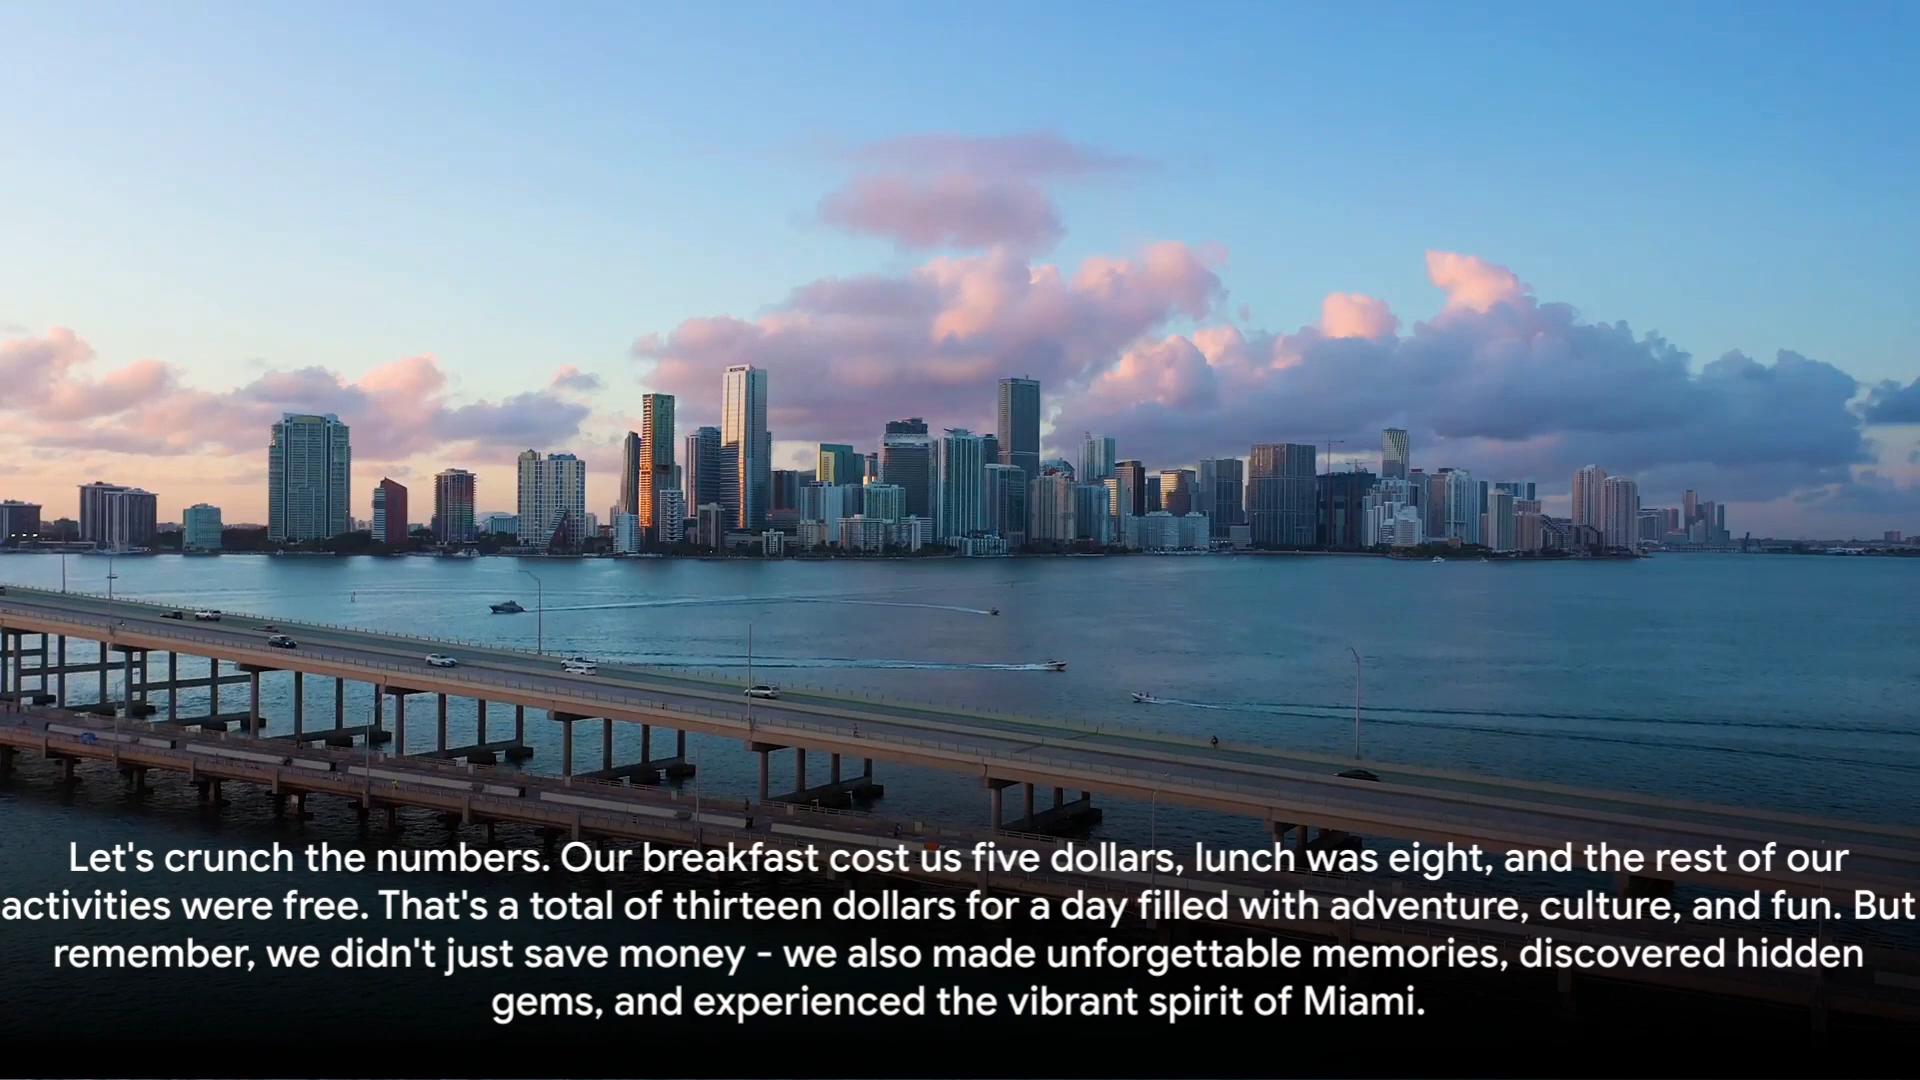 Let's crunch the numbers. Our breakfast cost us five dollars, lunch was eight, and the rest of our
activities were free. That's a total of thirteen dollars for a day filled with adventure, culture, and fun. But
remember, we didn't just save money - we also made unforgettable memories, discovered hidden
gems, and experienced the vibrant spirit of Miami.